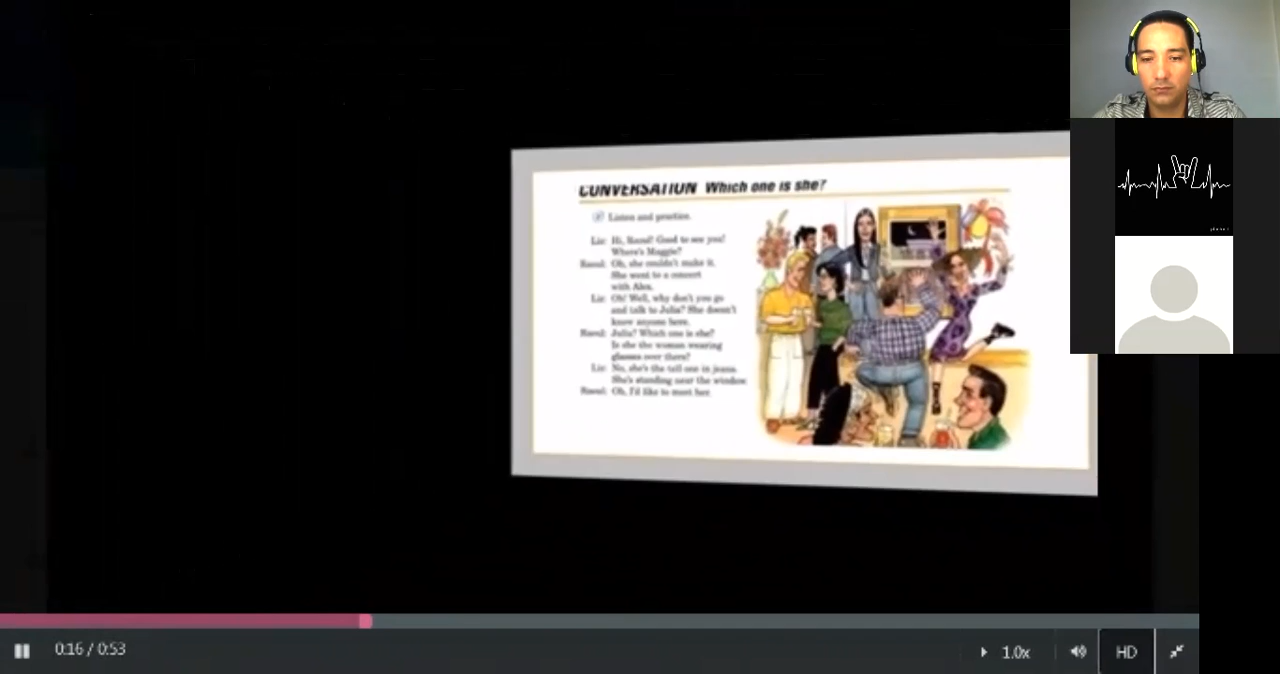 CONVERSATION Which one is she?
Listen and practice.
Liz: Hi, Raoul! Good to see you!
Where's Maggie?
Raoul: Oh, she couldn't make it.
She went to a concert
with Alex.
Liz: Oh! Well, why don't you go
and talk to Julia? She doesn't
know anyone here.
Raoul: Julia? Which one is she?
Is she the woman wearing
glasses over there?
Liz: No, she's the tall one in jeans.
She's standing near the window.
Raoul: Oh, I'd like to meet her.
0:16 / 0:53
1.0x
HD